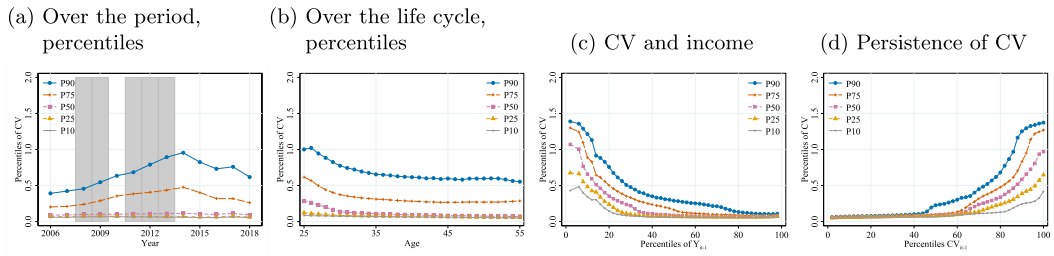 (a) Over the period,
percentiles
(b) Over the life cycle,
percentiles
(c) CV and income
(d) Persistence of CV
Percentiles of CV
2.0
1.5
1.0
0.5
0.0
P90
P75
P50
P25
P10
2006 2009 2012 2015 2018
Year
Percentiles of CV
2.0
1.5
1.0
0.5
0.0
P90
P75
P50
P25
P10
25 35 45 55
Age
Percentiles of CV
2.0
1.5
1.0
0.5
0.0
P90
P75
P50
P25
P10
0 20 40 60 80 100
Percentiles of Yit-1
Percentiles of CV
2.0
1.5
1.0
0.5
0.0
P90
P75
P50
P25
P10
0 20 40 60 80 100
Percentiles CVit-1